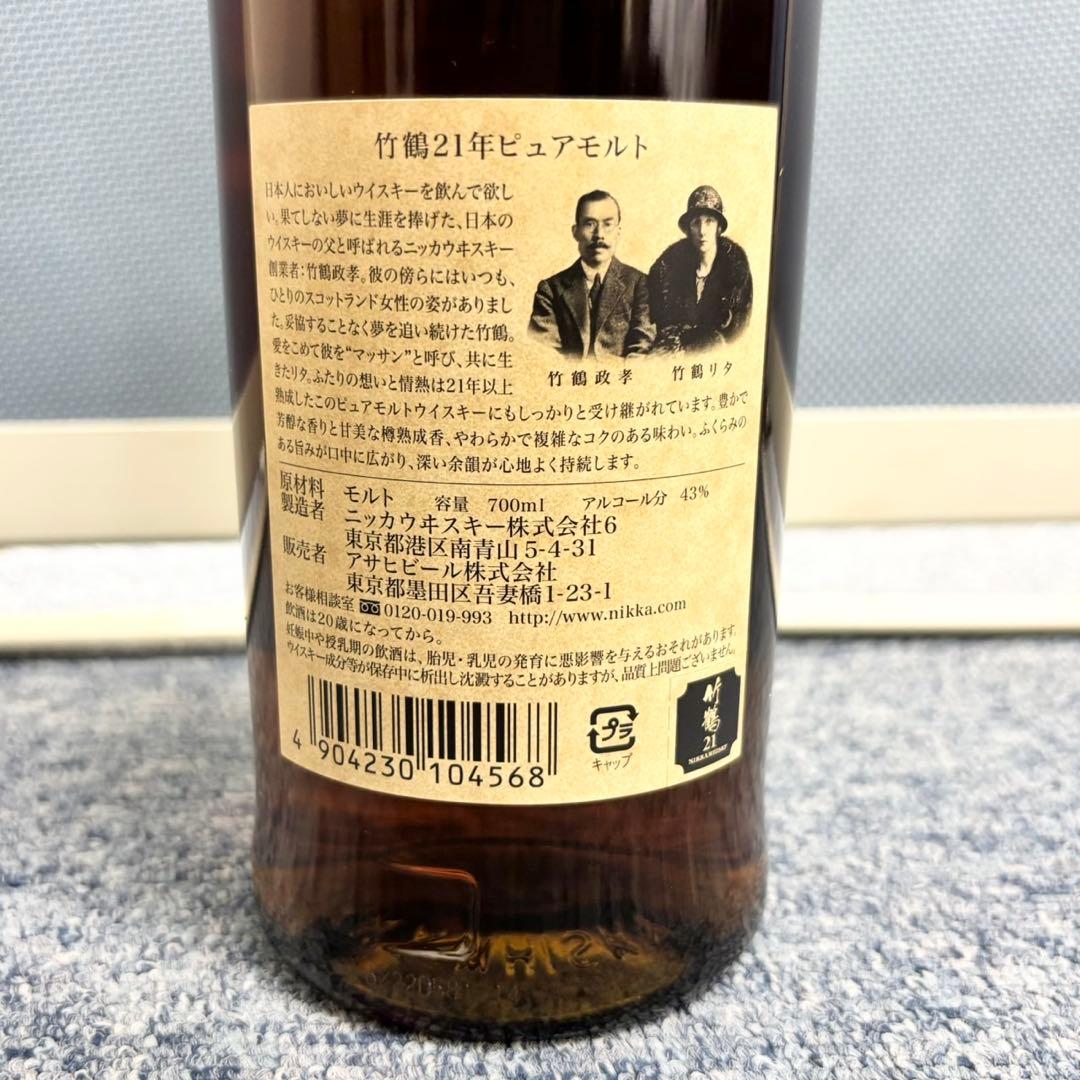 竹鶴21年ピュアモルト
日本人においしいウイスキーを飲んで欲し
い。果てしない夢に生涯を捧げた、日本の
ウイスキーの父と呼ばれるニッカウヰスキー
創業者:竹鶴政孝。彼の傍らにはいつも、
ひとりのスコットランド女性の姿がありまし
た。妥協することなく夢を追い続けた竹鶴。
愛をこめて彼を“マッサン”と呼び、共に生
きたリタ。ふたりの想いと情熱は21年以上
熟成したこのピュアモルトウイスキーにもしっかりと受け継がれています。豊かで
芳醇な香りと甘美な樽熟成香、やわらかで複雑なコクのある味わい。ふくらみの
ある旨みが口中に広がり、深い余韻が心地よく持続します。
竹鶴政孝 竹鶴リタ
原材料 モルト 容量 700ml アルコール分 43%
製造者 ニッカウヰスキー株式会社6
東京都港区南青山5-4-31
販売者 アサヒビール株式会社
東京都墨田区吾妻橋1-23-1
お客様相談室 0120-019-993 http://www.nikka.com
飲酒は20歳になってから。
妊娠中や授乳期の飲酒は、胎児・乳児の発育に悪影響を与えるおそれがあります。
ウイスキー成分等が保存中に析出し沈澱することがありますが、品質上問題ございません。
4 904230 104568
プラ
キャップ
竹鶴
21
NIKKA WHISKY